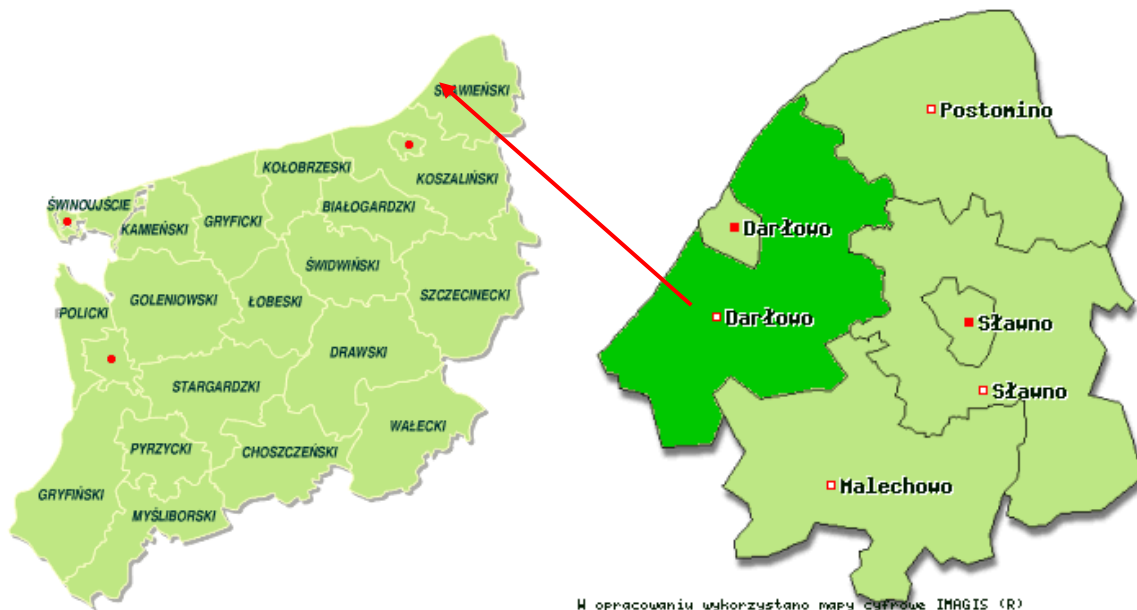 SŁAWIEŃSKI
KOŁOBRZESKI
KOSZALIŃSKI
ŚWINOUJŚCIE
BIAŁOGARDZKI
KAMIEŃSKI
GRYFICKI
ŚWIDWIŃSKI
SZCZECINECKI
GOLENIOWSKI
ŁOBESKI
POLICKI
DRAWSKI
STARGARDZKI
WAŁECKI
PYRZYCKI
CHOSZCZEŃSKI
GRYFIŃSKI
MYŚLIBORSKI
Postomino
Darłowo
Darłowo
Sławno
Sławno
Malechowo
W opracowaniu wykorzystano mapy cyfrowe IMAGIS (R)